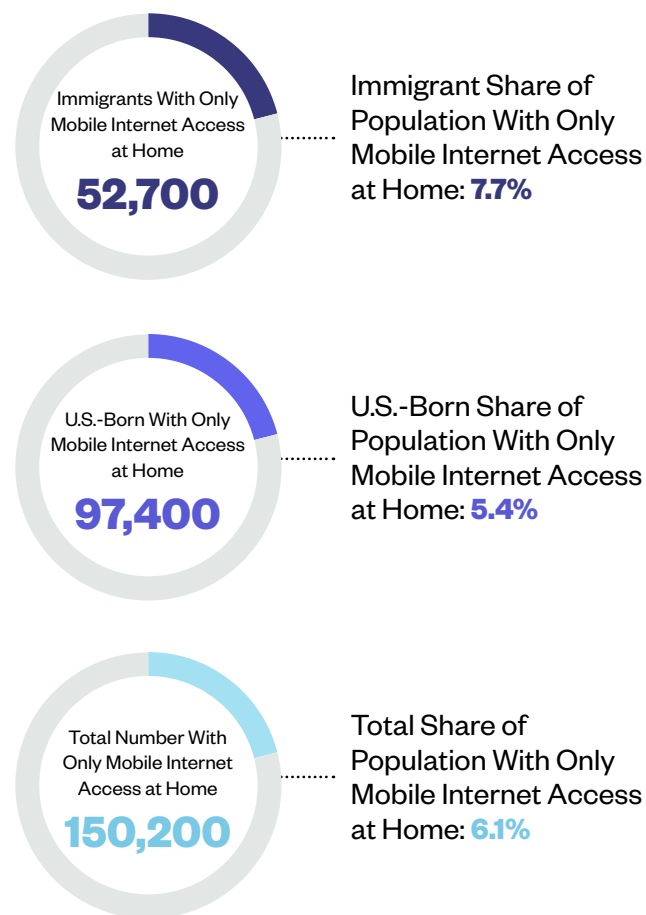 Immigrants With Only
Mobile Internet Access
at Home
52,700
Immigrant Share of
Population With Only
Mobile Internet Access
at Home: 7.7%
U.S.-Born With Only
Mobile Internet Access
at Home
97,400
U.S.-Born Share of
Population With Only
Mobile Internet Access
at Home: 5.4%
Total Number With
Only Mobile Internet
Access at Home
150,200
Total Share of
Population With Only
Mobile Internet Access
at Home: 6.1%